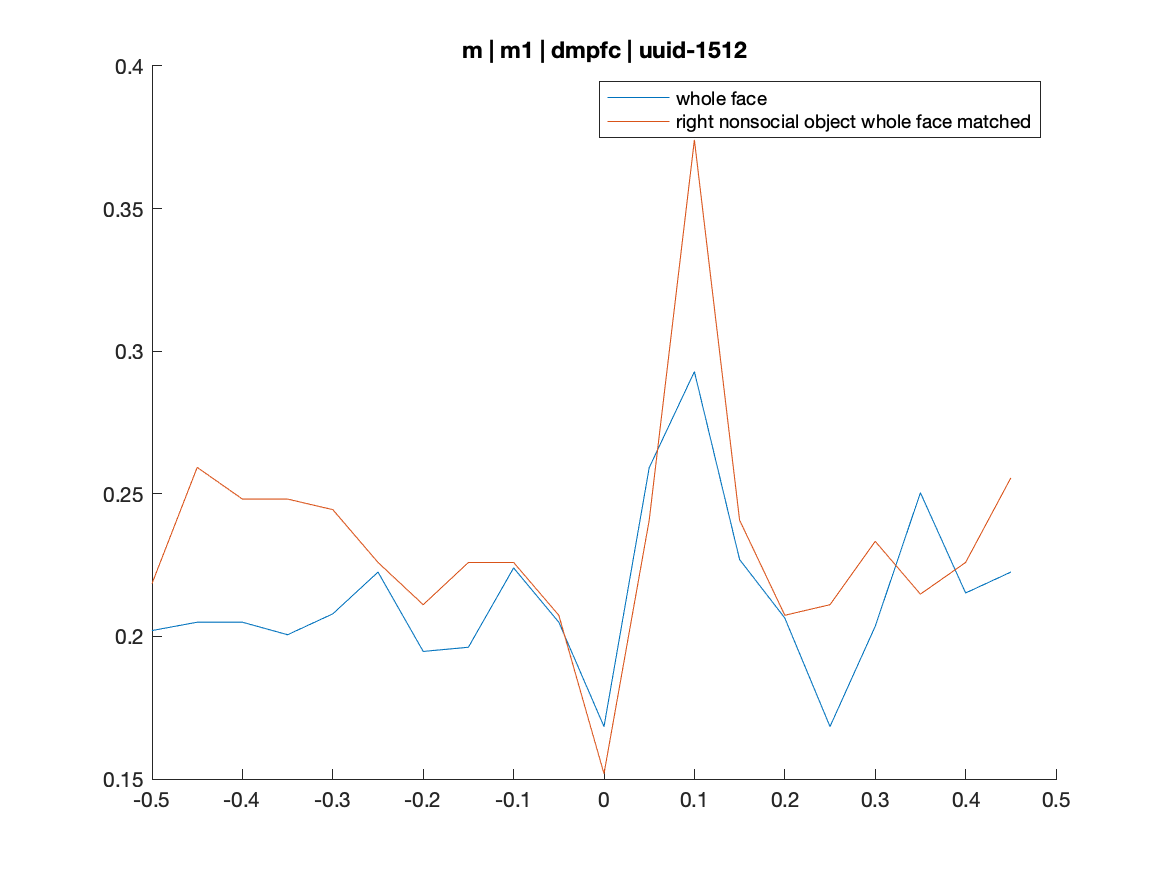 m | m1 | dmpfc | uuid-1512
whole face
right nonsocial object whole face matched
0.4
0.35
0.3
0.25
0.2
0.15
-0.5 -0.4 -0.3 -0.2 -0.1 0 0.1 0.2 0.3 0.4 0.5